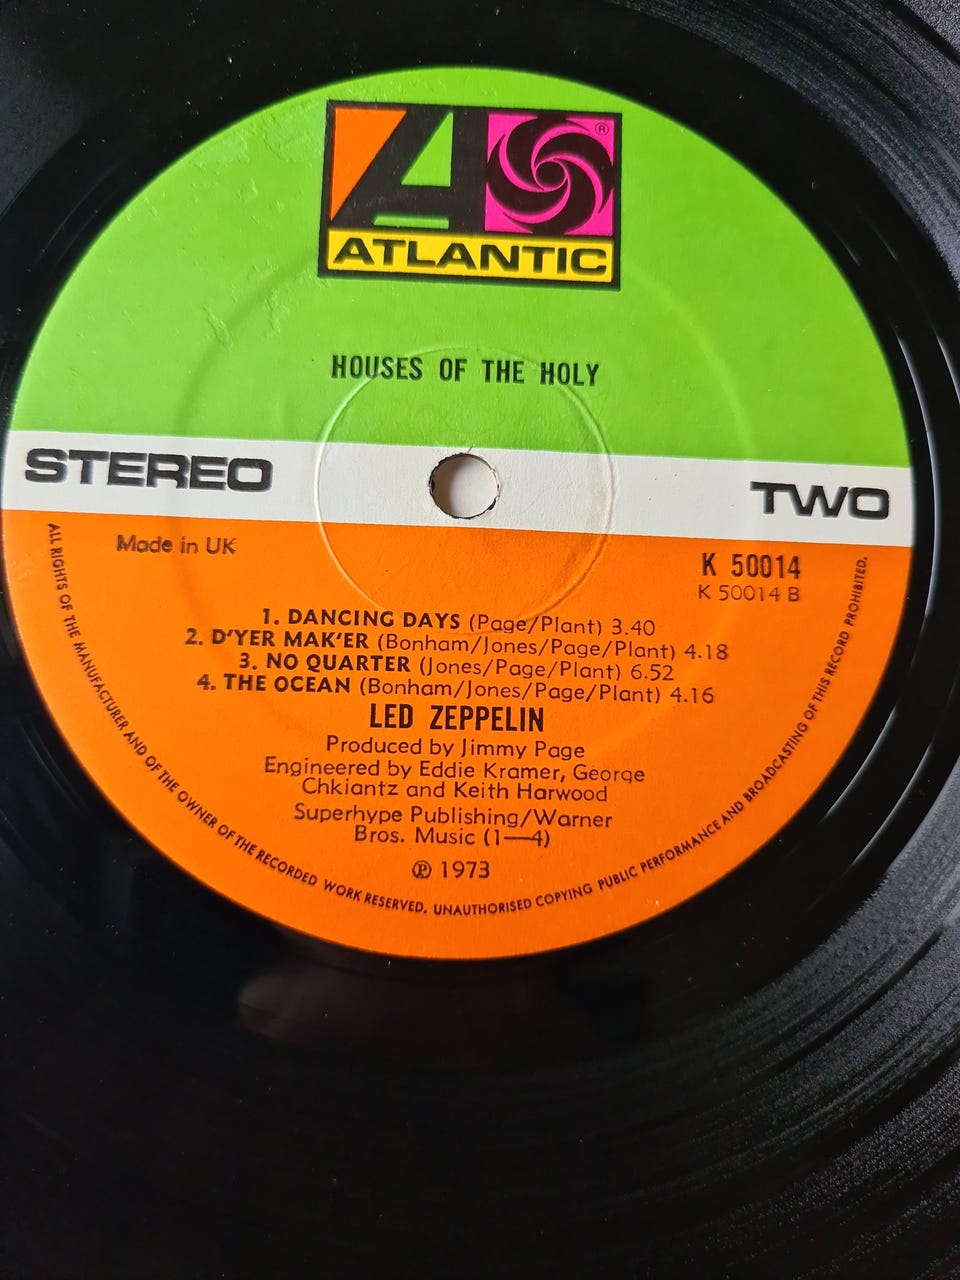 ®
ATLANTIC
HOUSES OF THE HOLY
STEREO
TWO
Made in UK
K 50014
K 50014 B
1. DANCING DAYS (Page/Plant) 3.40
2. D'YER MAK'ER (Bonham/Jones/Page/Plant) 4.18
3. NO QUARTER (Jones/Page/Plant) 6.52
4. THE OCEAN (Bonham/Jones/Page/Plant) 4.16
LED ZEPPELIN
Produced by Jimmy Page
Engineered by Eddie Kramer, George
Chkiantz and Keith Harwood
Superhype Publishing/Warner
Bros. Music (1—4)
℗ 1973
ALL RIGHTS OF THE MANUFACTURER AND OF THE OWNER OF THE RECORDED WORK RESERVED. UNAUTHORISED COPYING PUBLIC PERFORMANCE AND BROADCASTING OF THIS RECORD PROHIBITED.